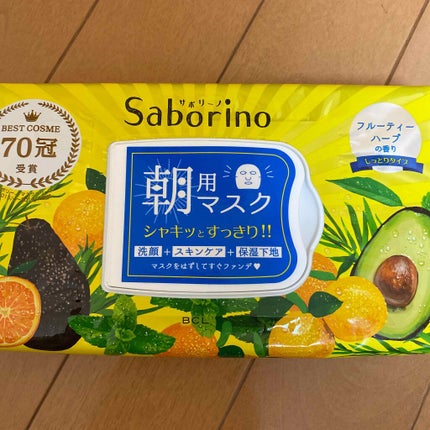 サボリーノ
Saborino
BEST COSME
70冠
受賞
フルーティー
ハーブ
の香り
しっとりタイプ
朝用
マスク
シャキッとすっきり!!
洗顔+スキンケア+保湿下地
マスクをはずしてすぐファンデ♥
BCL